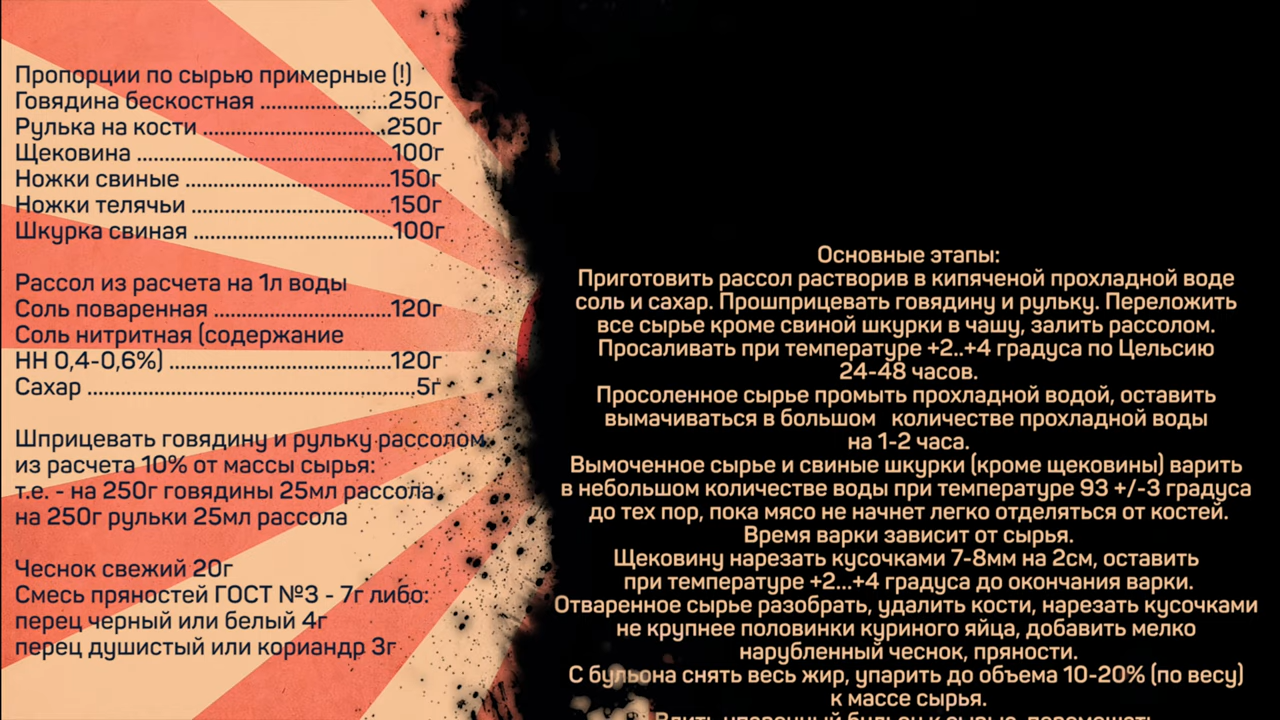 Пропорции по сырью примерные (!)
Говядина бескостная ......................250г
Рулька на кости ...............................250г
Щековина ...........................................100г
Ножки свиные ...................................150г
Ножки телячьи ..................................150г
Шкурка свиная ..................................100г
Рассол из расчета на 1л воды
Соль поваренная ..............................120г
Соль нитритная (содержание
НН 0,4-0,6%) .....................................120г
Сахар .......................................................5г
Шприцевать говядину и рульку рассолом
из расчета 10% от массы сырья:
т.е. - на 250г говядины 25мл рассола
на 250г рульки 25мл рассола
Чеснок свежий 20г
Смесь пряностей ГОСТ №3 - 7г либо:
перец черный или белый 4г
перец душистый или кориандр 3г
Основные этапы:
Приготовить рассол растворив в кипяченой прохладной воде
соль и сахар. Прошприцевать говядину и рульку. Переложить
все сырье кроме свиной шкурки в чашу, залить рассолом.
Просаливать при температуре +2..+4 градуса по Цельсию
24-48 часов.
Просоленное сырье промыть прохладной водой, оставить
вымачиваться в большом количестве прохладной воды
на 1-2 часа.
Вымоченное сырье и свиные шкурки (кроме щековины) варить
в небольшом количестве воды при температуре 93 +/-3 градуса
до тех пор, пока мясо не начнет легко отделяться от костей.
Время варки зависит от сырья.
Щековину нарезать кусочками 7-8мм на 2см, оставить
при температуре +2...+4 градуса до окончания варки.
Отваренное сырье разобрать, удалить кости, нарезать кусочками
не крупнее половинки куриного яйца, добавить мелко
нарубленный чеснок, пряности.
С бульона снять весь жир, упарить до объема 10-20% (по весу)
к массе сырья.
Влить упаренный бульон к сырью, перемешать